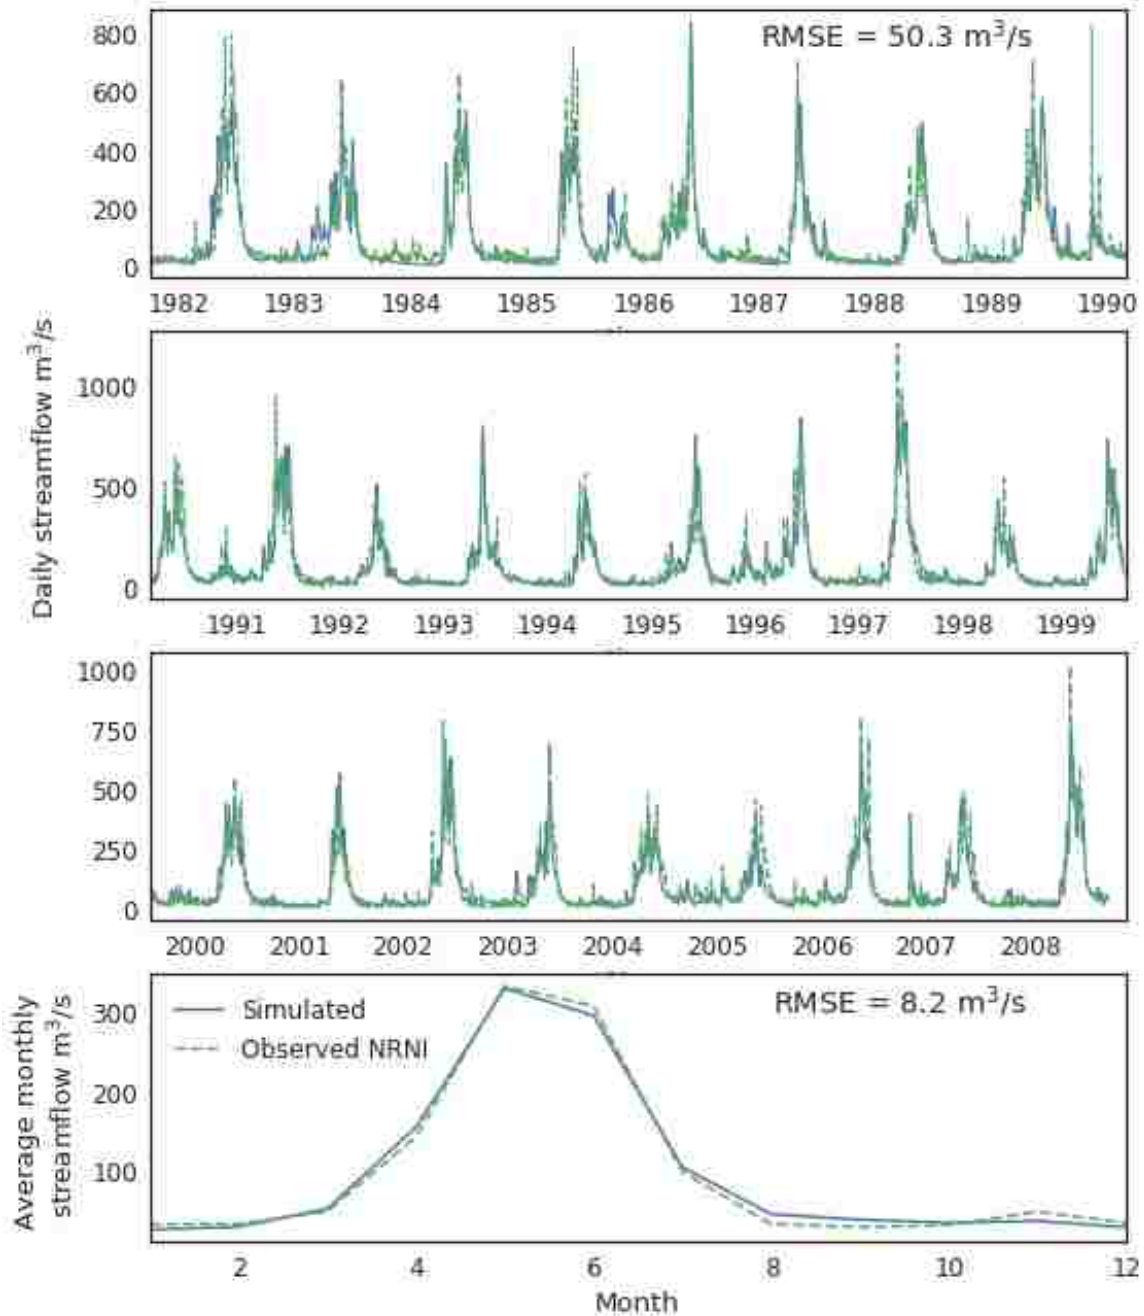 RMSE = 50.3 m³/s
800
600
400
200
0
1982 1983 1984 1985 1986 1987 1988 1989 1990
Daily streamflow m³/s
1000
500
0
1991 1992 1993 1994 1995 1996 1997 1998 1999
1000
750
500
250
0
2000 2001 2002 2003 2004 2005 2006 2007 2008
Average monthly
streamflow m³/s
300
200
100
Simulated
Observed NRNI
RMSE = 8.2 m³/s
2 4 6 8 10 12
Month